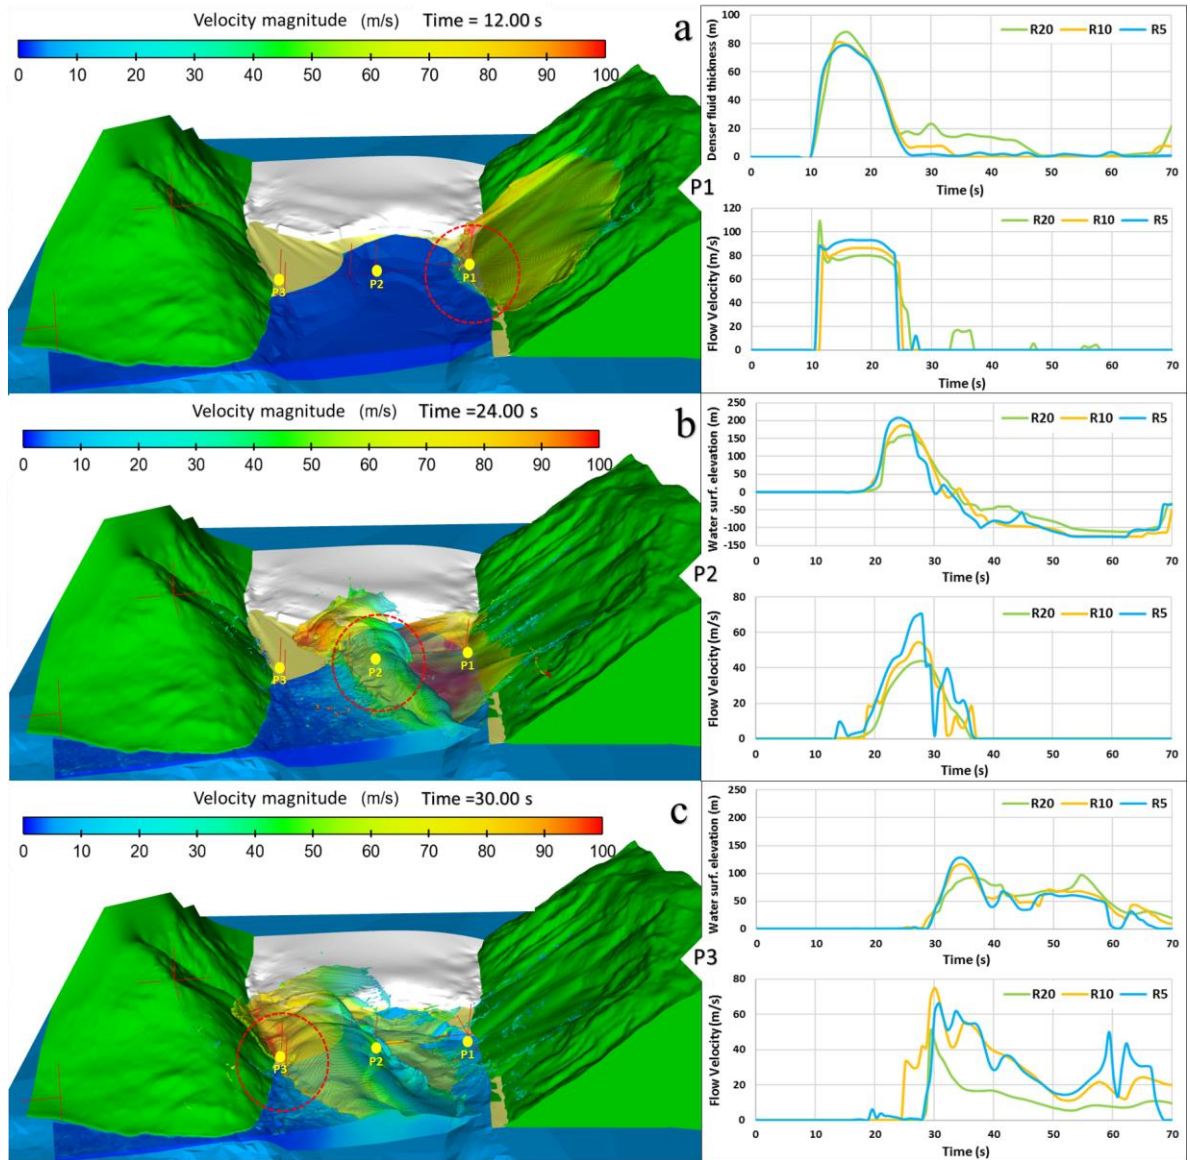 Velocity magnitude (m/s) Time = 12.00 s
0 10 20 30 40 50 60 70 80 90 100
a
P3
P2
P1
Denser fluid thickness (m)
100
80
60
40
20
0
R20 R10 R5
0 10 20 30 40 50 60 70
Time (s)
P1
Flow Velocity (m/s)
120
100
80
60
40
20
0
R20 R10 R5
0 10 20 30 40 50 60 70
Time (s)
Velocity magnitude (m/s) Time =24.00 s
0 10 20 30 40 50 60 70 80 90 100
b
P3
P2
P1
Water surf. elevation (m)
250
200
150
100
50
0
-50
-100
-150
R20 R10 R5
0 10 20 30 40 50 60 70
Time (s)
P2
Flow Velocity (m/s)
80
60
40
20
0
R20 R10 R5
0 10 20 30 40 50 60 70
Time (s)
Velocity magnitude (m/s) Time =30.00 s
0 10 20 30 40 50 60 70 80 90 100
c
P3
P2
P1
Water surf. elevation (m)
250
200
150
100
50
0
R20 R10 R5
0 10 20 30 40 50 60 70
Time (s)
P3
Flow Velocity (m/s)
80
60
40
20
0
R20 R10 R5
0 10 20 30 40 50 60 70
Time (s)